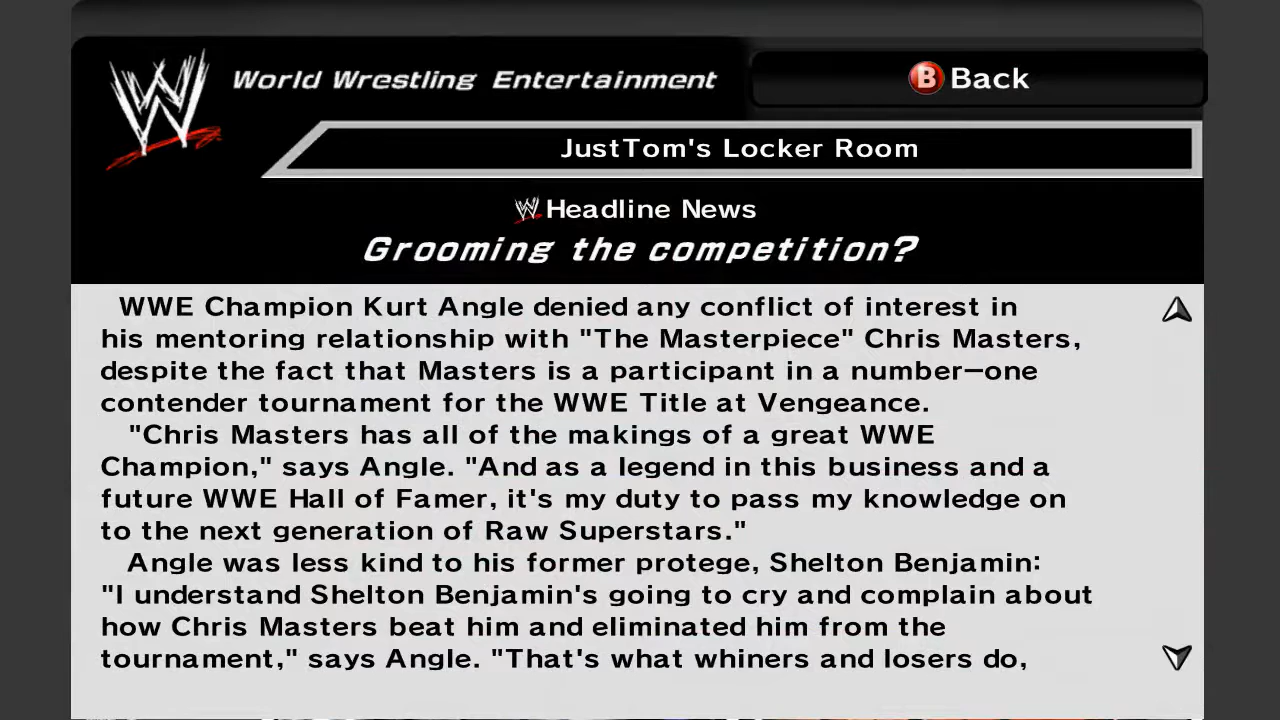 World Wrestling Entertainment
B Back
JustTom's Locker Room
W Headline News
Grooming the competition?
WWE Champion Kurt Angle denied any conflict of interest in
his mentoring relationship with "The Masterpiece" Chris Masters,
despite the fact that Masters is a participant in a number—one
contender tournament for the WWE Title at Vengeance.
"Chris Masters has all of the makings of a great WWE
Champion," says Angle. "And as a legend in this business and a
future WWE Hall of Famer, it's my duty to pass my knowledge on
to the next generation of Raw Superstars."
Angle was less kind to his former protege, Shelton Benjamin:
"I understand Shelton Benjamin's going to cry and complain about
how Chris Masters beat him and eliminated him from the
tournament," says Angle. "That's what whiners and losers do,